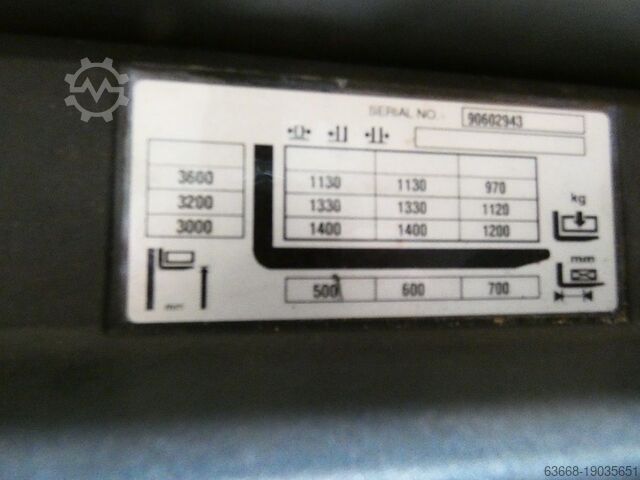 SERIAL NO.- 90602943
3600 1130 1130 970
3200 1330 1330 1120
3000 1400 1400 1200
kg
mm
500 600 700
mm
63668-19035651